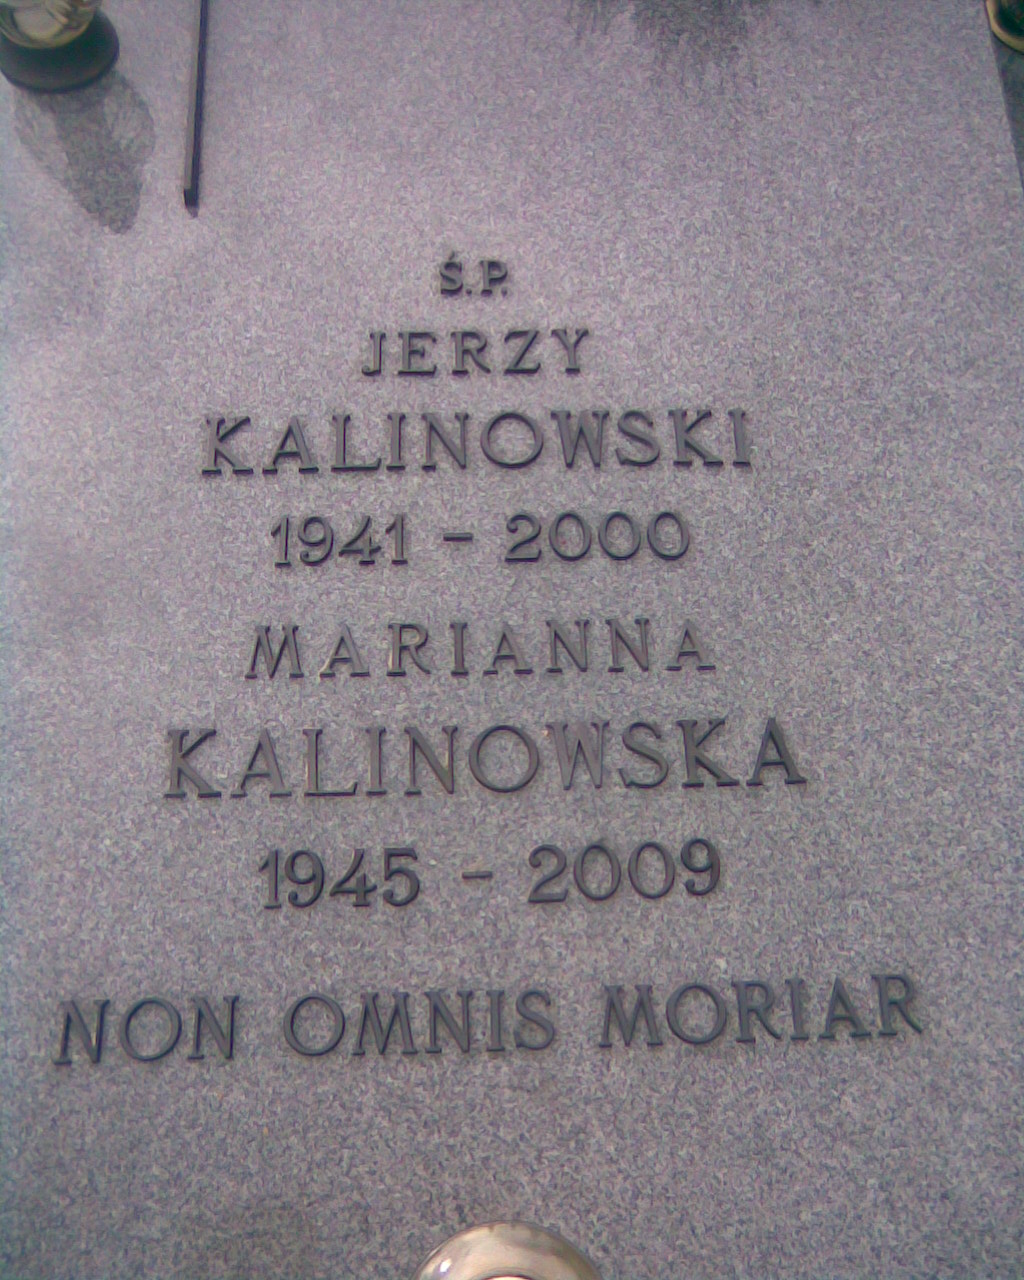 Ś.P.
JERZY
KALINOWSKI
1941 - 2000
MARIANNA
KALINOWSKA
1945 - 2009
NON OMNIS MORIAR